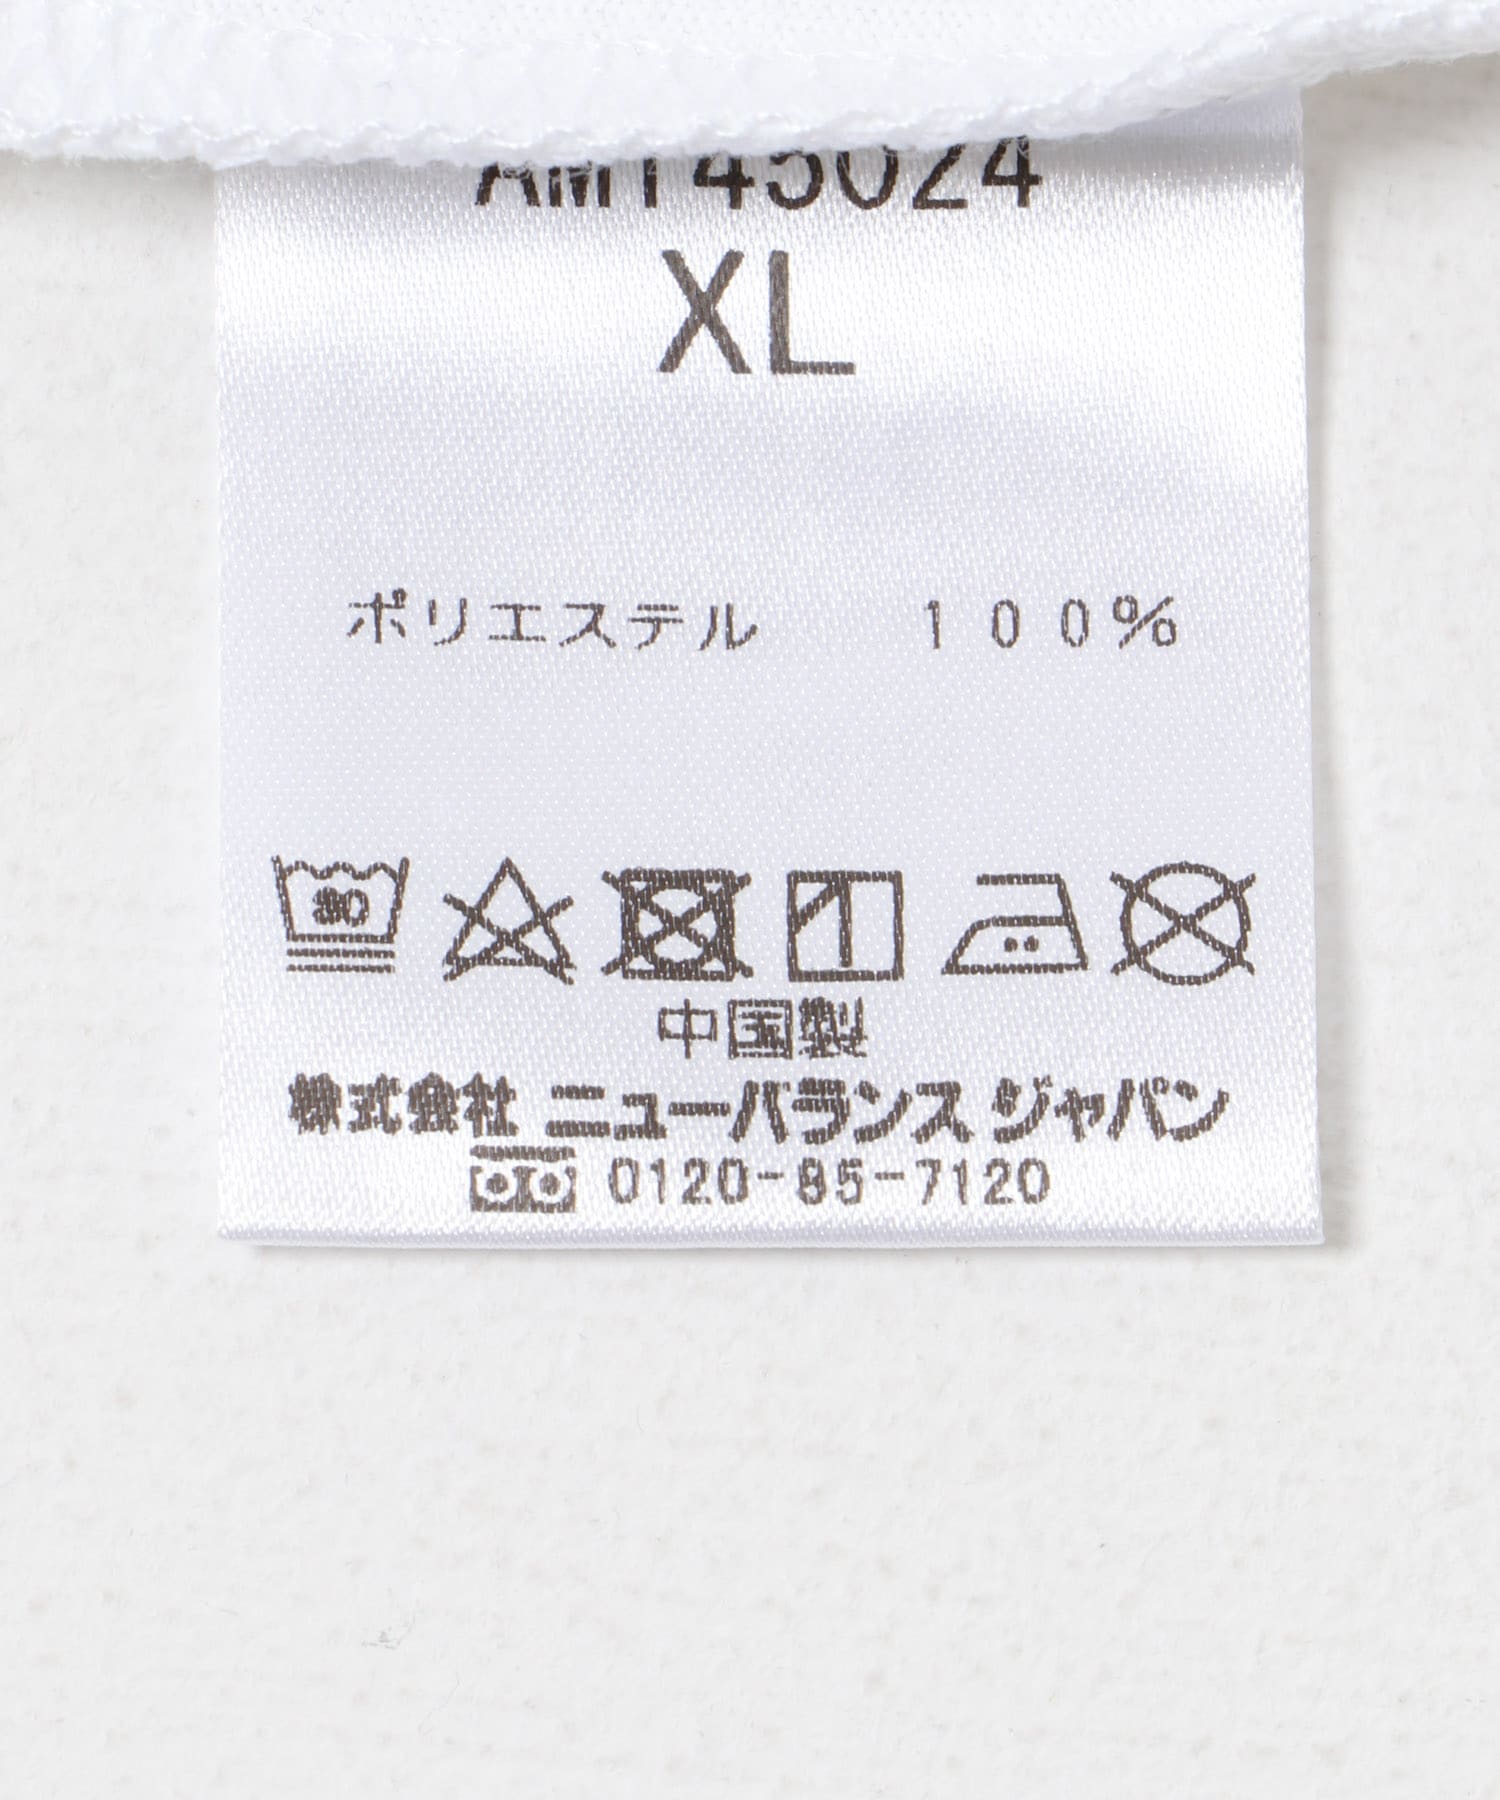 AMT45024
XL
ポリエステル　100%
30
中国製
株式会社 ニューバランス ジャパン
0120-85-7120